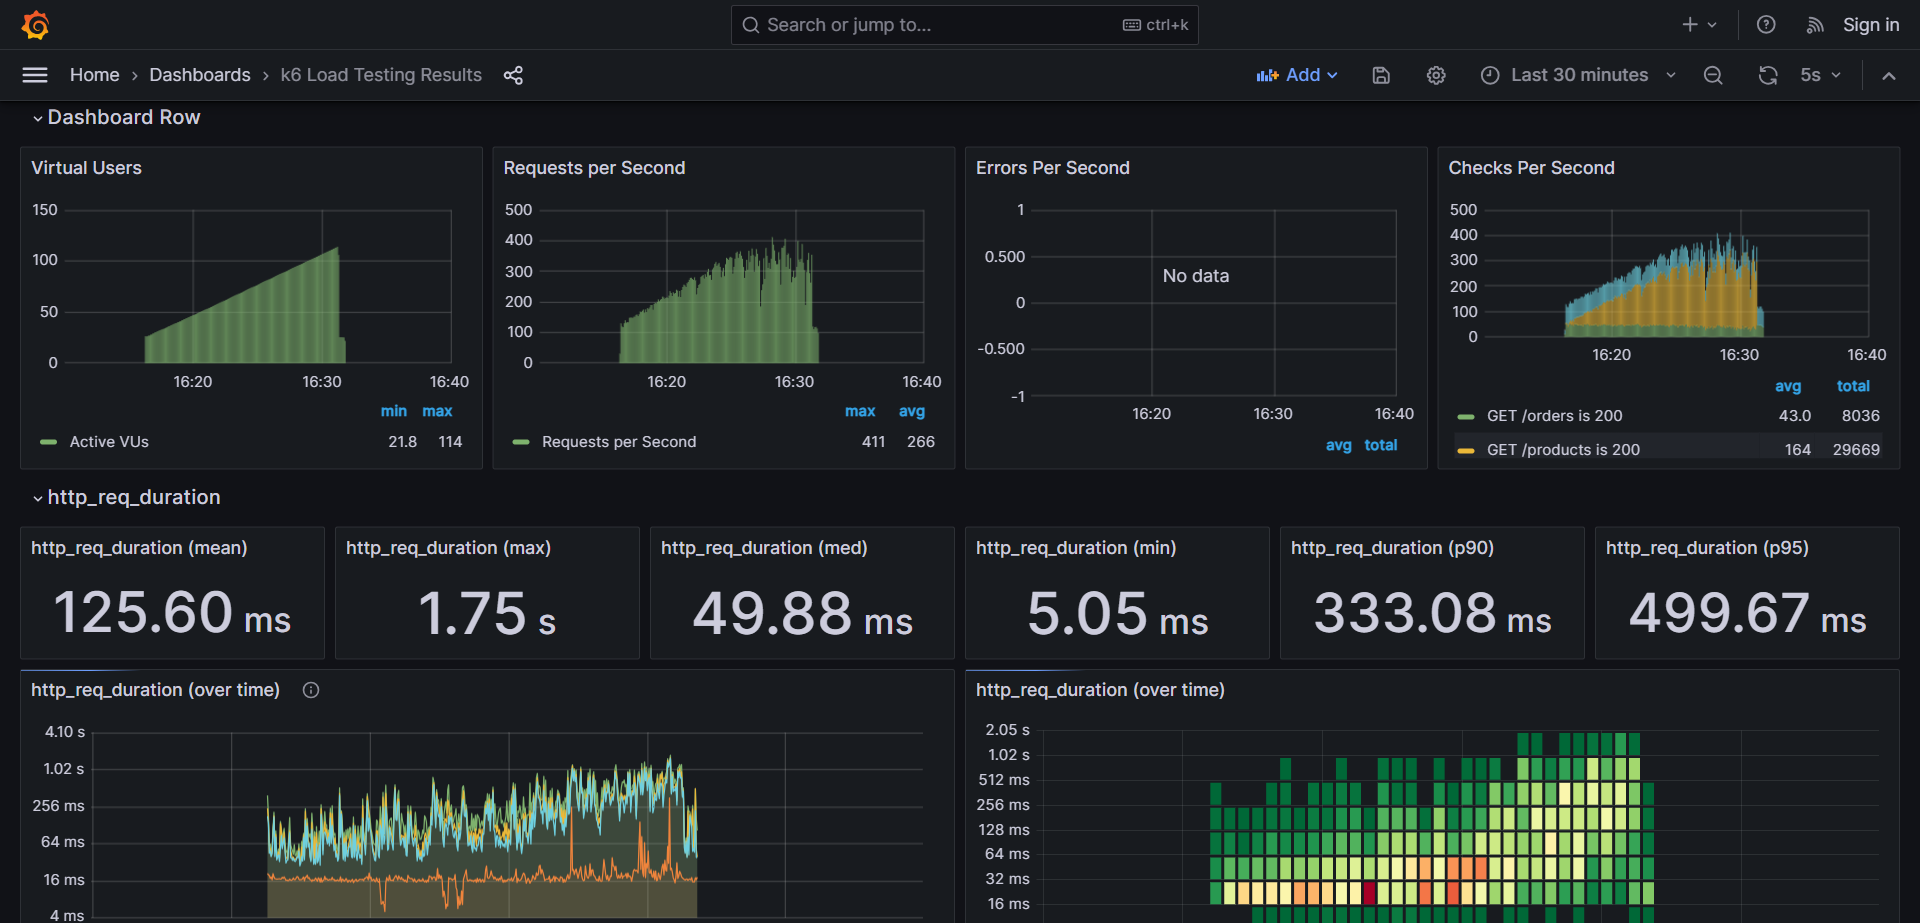 Search or jump to...
ctrl+k
Sign in
Home
Dashboards
k6 Load Testing Results
Add
Last 30 minutes
5s
Dashboard Row
Virtual Users
150
100
50
0
16:20
16:30
16:40
min max
Active VUs 21.8 114
Requests per Second
500
400
300
200
100
0
16:20
16:30
16:40
max avg
Requests per Second 411 266
Errors Per Second
1
0.500
0
-0.500
-1
No data
16:20
16:30
16:40
avg total
Checks Per Second
500
400
300
200
100
0
16:20
16:30
16:40
avg total
GET /orders is 200 43.0 8036
GET /products is 200 164 29669
http_req_duration
http_req_duration (mean)
125.60 ms
http_req_duration (max)
1.75 s
http_req_duration (med)
49.88 ms
http_req_duration (min)
5.05 ms
http_req_duration (p90)
333.08 ms
http_req_duration (p95)
499.67 ms
http_req_duration (over time)
4.10 s
1.02 s
256 ms
64 ms
16 ms
4 ms
http_req_duration (over time)
2.05 s
1.02 s
512 ms
256 ms
128 ms
64 ms
32 ms
16 ms